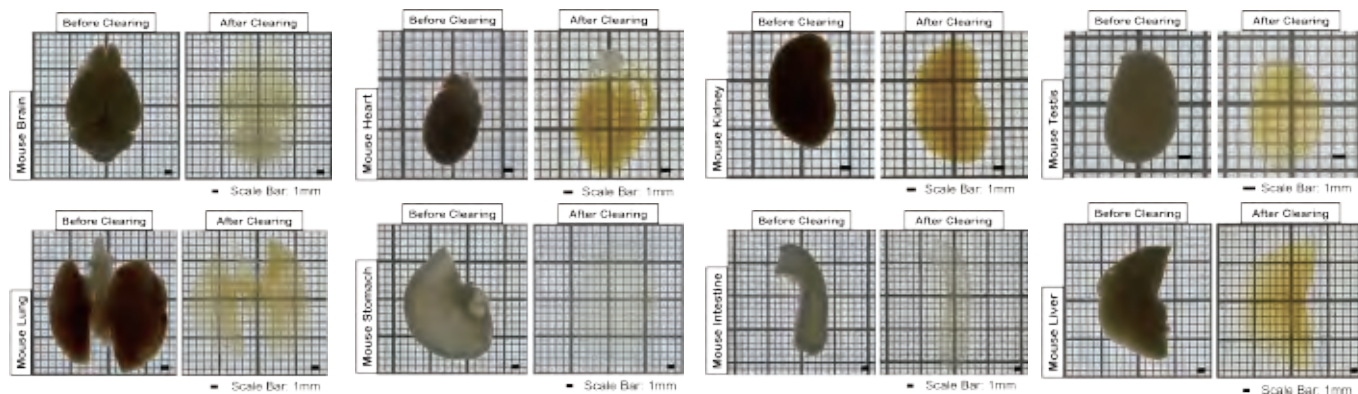 Before Clearing
After Clearing
Mouse Brain
Scale Bar: 1mm
Before Clearing
After Clearing
Mouse Heart
Scale Bar: 1mm
Before Clearing
After Clearing
Mouse Kidney
Scale Bar: 1mm
Before Clearing
After Clearing
Mouse Testis
Scale Bar: 1mm
Before Clearing
After Clearing
Mouse Lung
Scale Bar: 1mm
Before Clearing
After Clearing
Mouse Stomach
Scale Bar: 1mm
Before Clearing
After Clearing
Mouse Intestine
Scale Bar: 1mm
Before Clearing
After Clearing
Mouse Liver
Scale Bar: 1mm